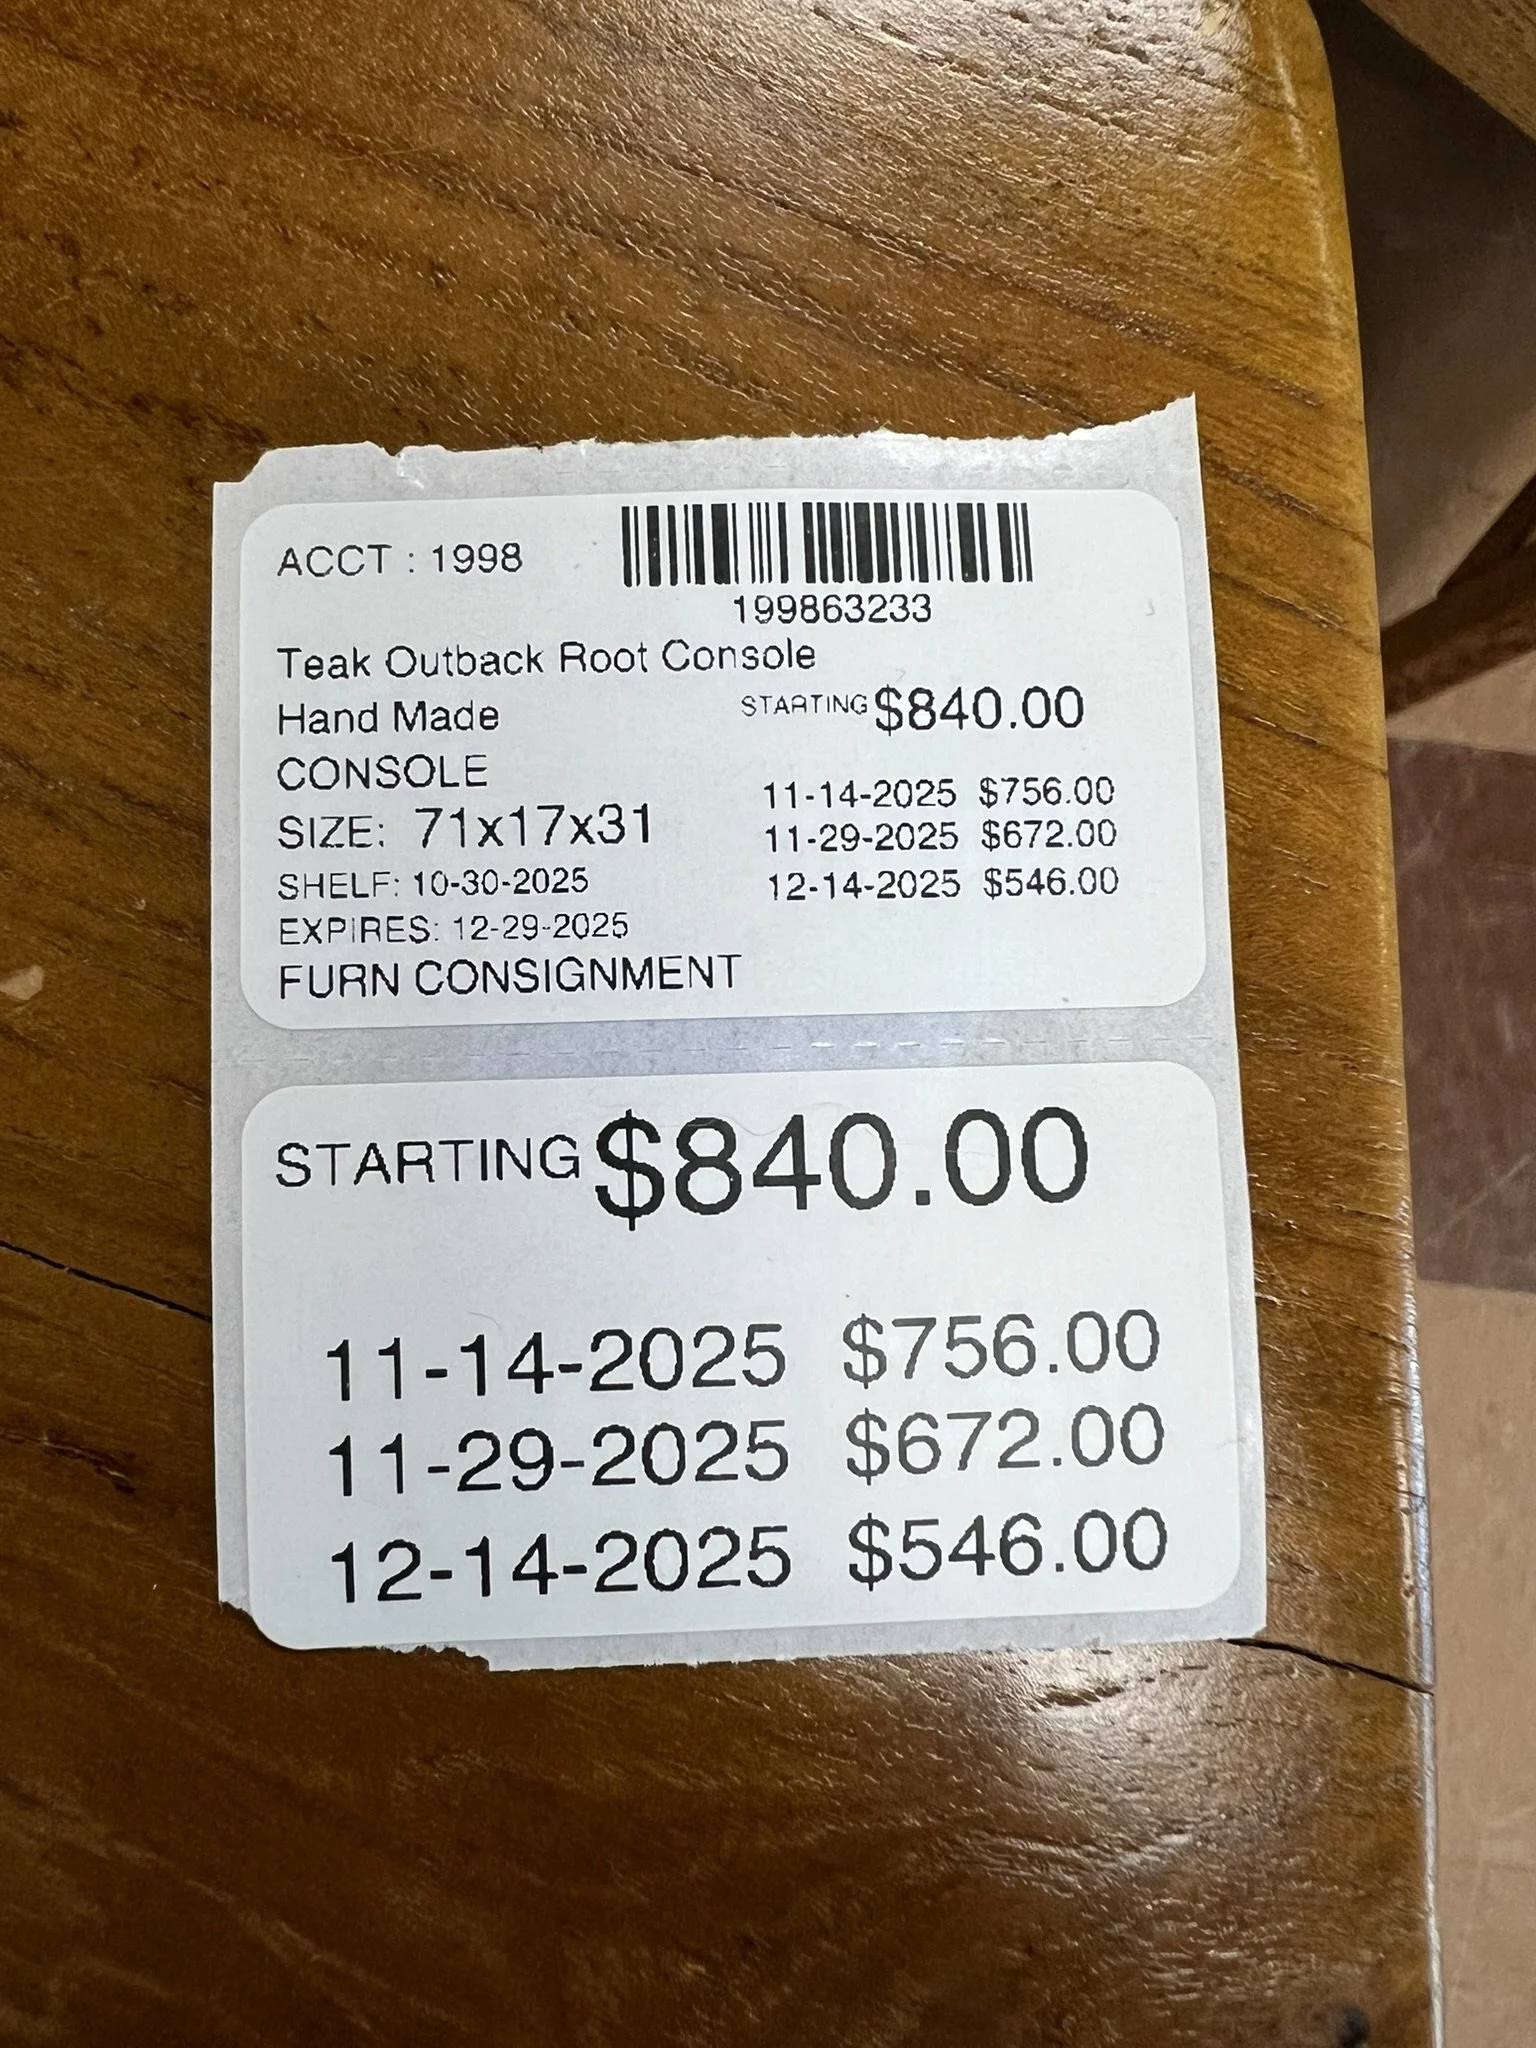 ACCT : 1998
199863233
Teak Outback Root Console
Hand Made
STARTING $840.00
CONSOLE
11-14-2025 $756.00
SIZE: 71x17x31
11-29-2025 $672.00
SHELF: 10-30-2025
12-14-2025 $546.00
EXPIRES: 12-29-2025
FURN CONSIGNMENT
STARTING $840.00
11-14-2025 $756.00
11-29-2025 $672.00
12-14-2025 $546.00